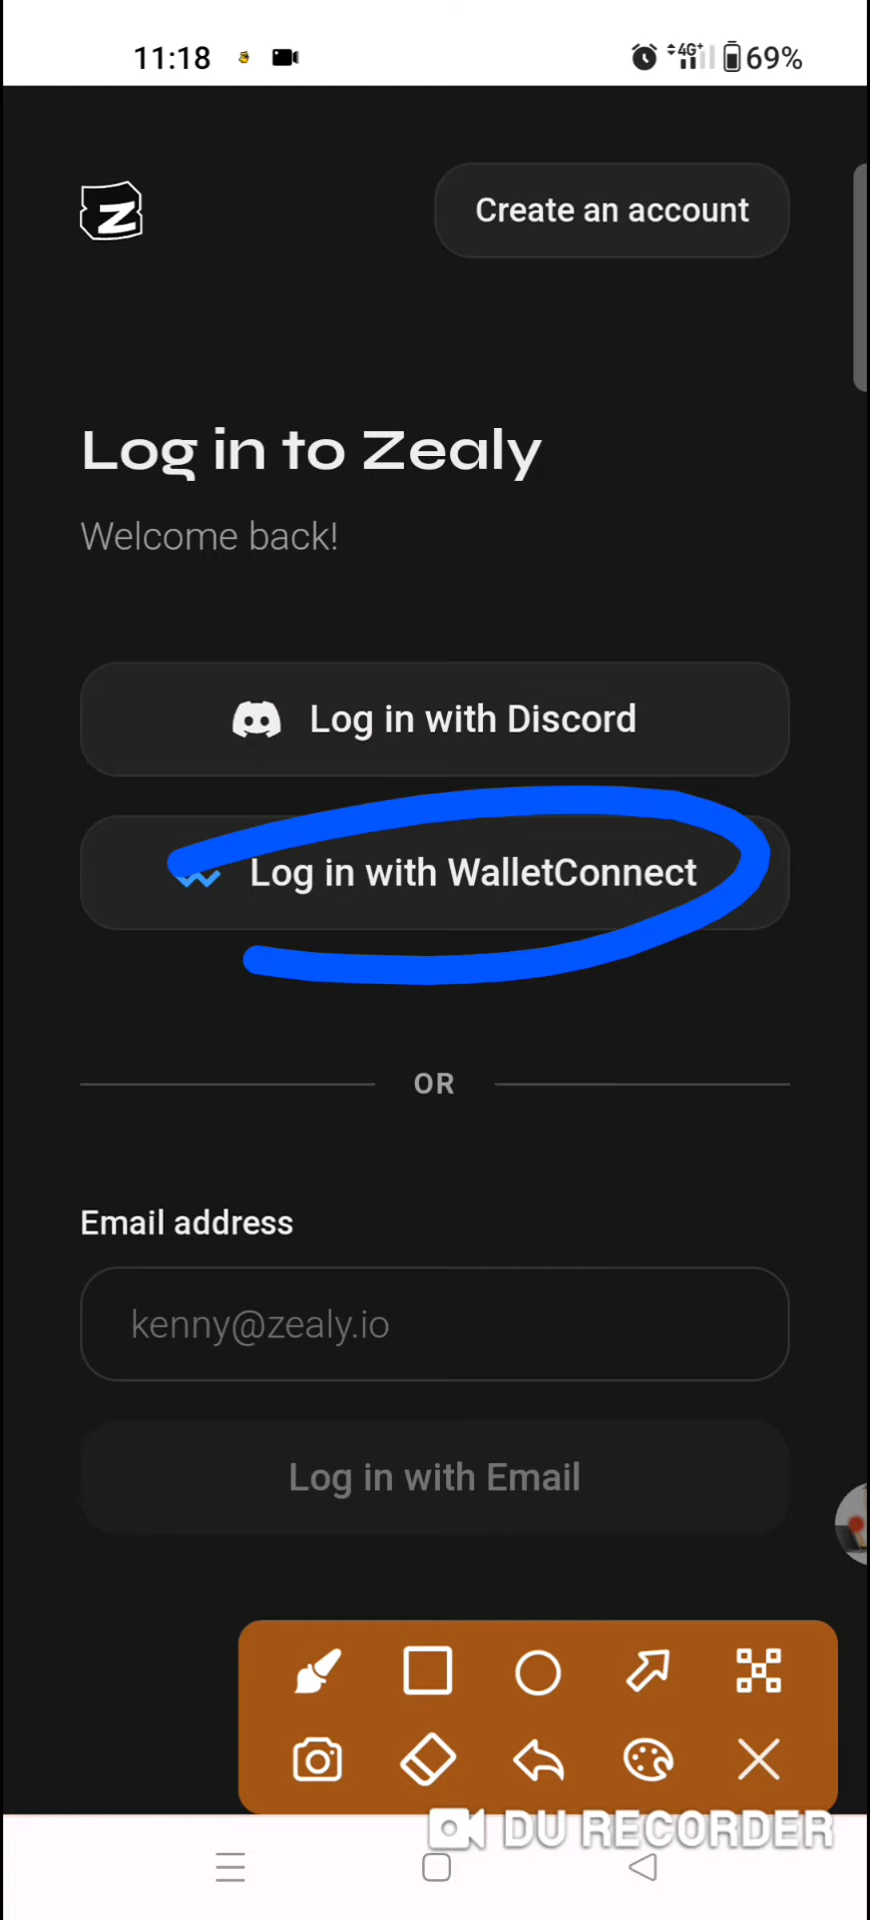 11:18
4G+
69%
Z
Create an account
Log in to Zealy
Welcome back!
Log in with Discord
Log in with WalletConnect
OR
Email address
kenny@zealy.io
Log in with Email
DU RECORDER